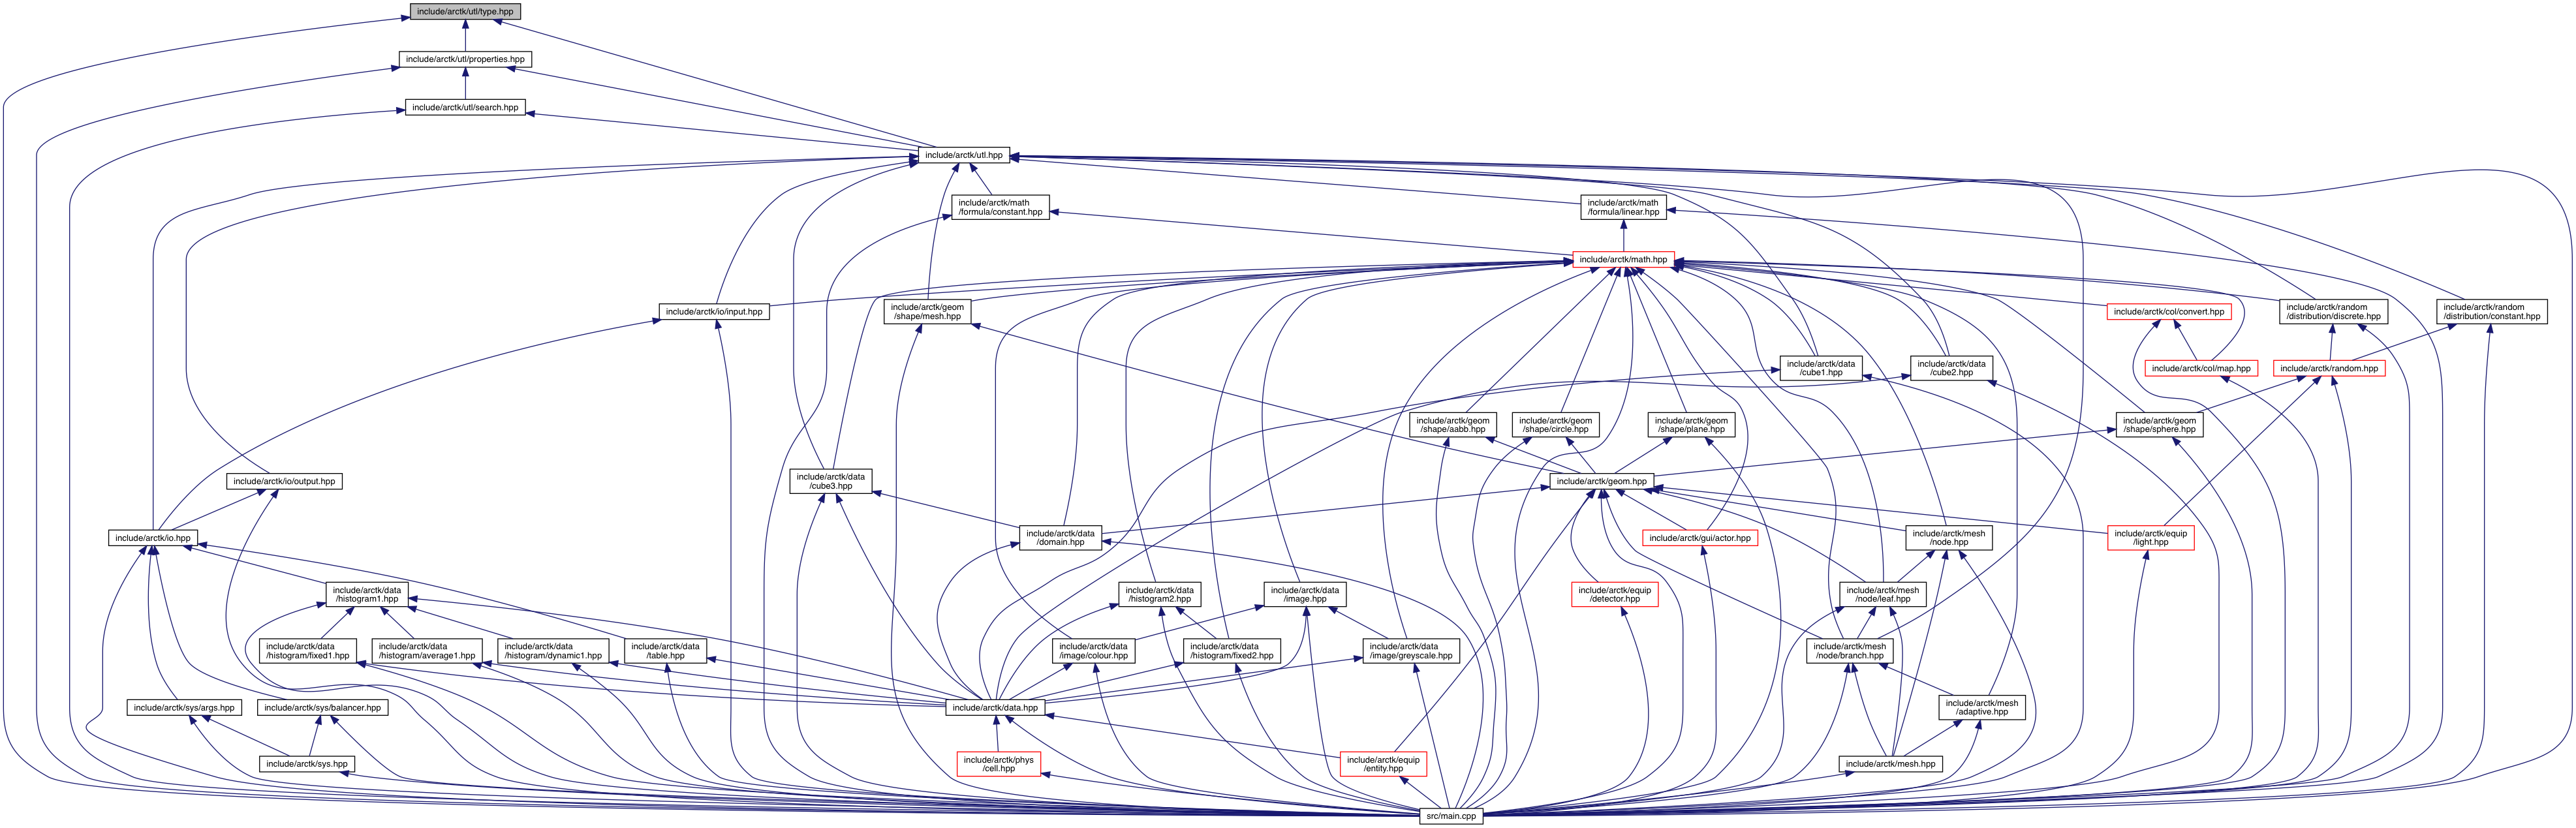 include/arctk/utl/type.hpp
include/arctk/utl/properties.hpp
include/arctk/utl/search.hpp
include/arctk/utl.hpp
include/arctk/math
/formula/constant.hpp
include/arctk/math
/formula/linear.hpp
include/arctk/math.hpp
include/arctk/io/input.hpp
include/arctk/geom
/shape/mesh.hpp
include/arctk/col/convert.hpp
include/arctk/random
/distribution/discrete.hpp
include/arctk/random
/distribution/constant.hpp
include/arctk/data
/cube1.hpp
include/arctk/data
/cube2.hpp
include/arctk/col/map.hpp
include/arctk/random.hpp
include/arctk/geom
/shape/aabb.hpp
include/arctk/geom
/shape/circle.hpp
include/arctk/geom
/shape/plane.hpp
include/arctk/geom
/shape/sphere.hpp
include/arctk/io/output.hpp
include/arctk/data
/cube3.hpp
include/arctk/geom.hpp
include/arctk/io.hpp
include/arctk/data
/domain.hpp
include/arctk/gui/actor.hpp
include/arctk/mesh
/node.hpp
include/arctk/equip
/light.hpp
include/arctk/data
/histogram1.hpp
include/arctk/data
/histogram2.hpp
include/arctk/data
/image.hpp
include/arctk/equip
/detector.hpp
include/arctk/mesh
/node/leaf.hpp
include/arctk/data
/histogram/fixed1.hpp
include/arctk/data
/histogram/average1.hpp
include/arctk/data
/histogram/dynamic1.hpp
include/arctk/data
/table.hpp
include/arctk/data
/image/colour.hpp
include/arctk/data
/histogram/fixed2.hpp
include/arctk/data
/image/greyscale.hpp
include/arctk/mesh
/node/branch.hpp
include/arctk/sys/args.hpp
include/arctk/sys/balancer.hpp
include/arctk/data.hpp
include/arctk/mesh
/adaptive.hpp
include/arctk/sys.hpp
include/arctk/phys
/cell.hpp
include/arctk/equip
/entity.hpp
include/arctk/mesh.hpp
src/main.cpp